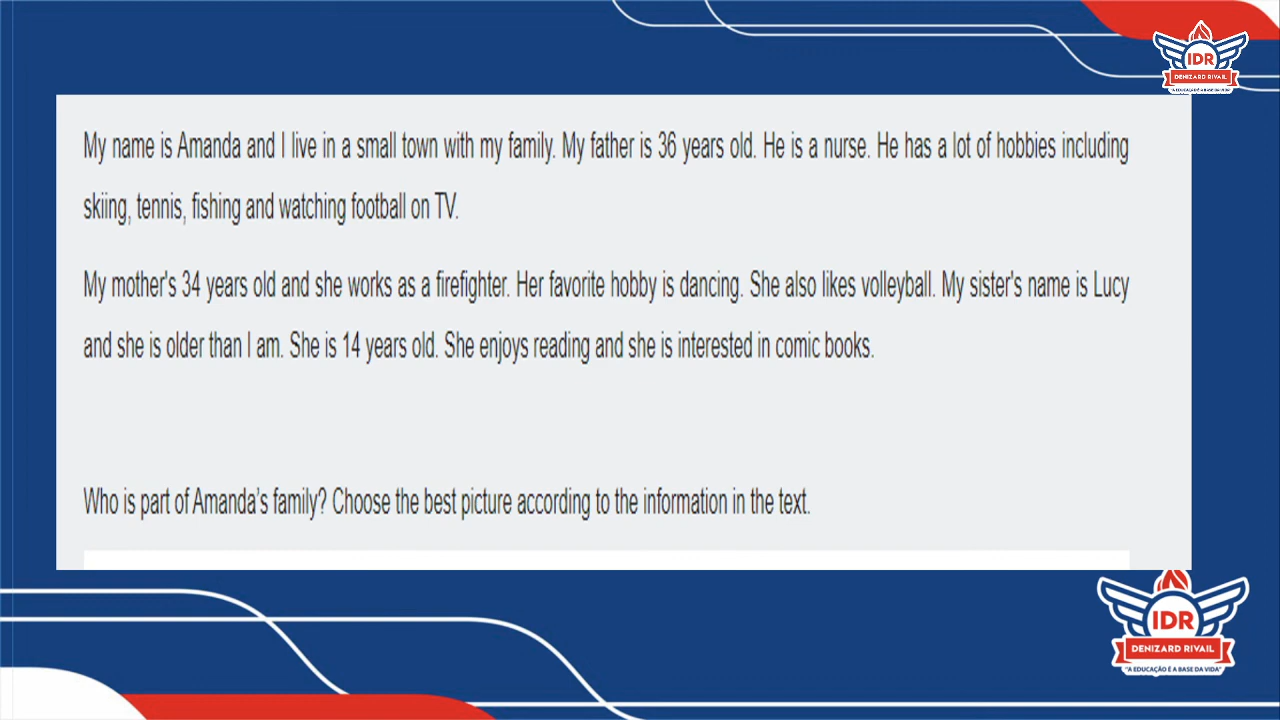 IDR
DENIZARD RIVAIL
"A EDUCAÇÃO É A BASE DA VIDA"
My name is Amanda and I live in a small town with my family. My father is 36 years old. He is a nurse. He has a lot of hobbies including
skiing, tennis, fishing and watching football on TV.
My mother's 34 years old and she works as a firefighter. Her favorite hobby is dancing. She also likes volleyball. My sister's name is Lucy
and she is older than I am. She is 14 years old. She enjoys reading and she is interested in comic books.
Who is part of Amanda's family? Choose the best picture according to the information in the text.
IDR
DENIZARD RIVAIL
"A EDUCAÇÃO É A BASE DA VIDA"